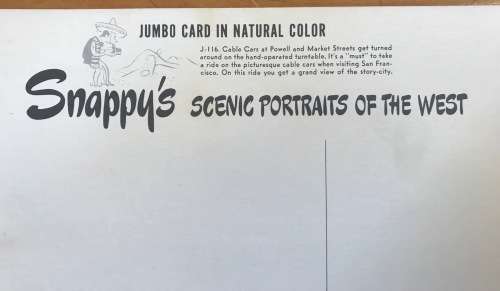 JUMBO CARD IN NATURAL COLOR
J-116. Cable Cars at Powell and Market Streets get turned
around on the hand-operated turntable. It's a "must" to take
a ride on the picturesque cable cars when visiting San Fran-
cisco. On this ride you get a grand view of the story-city.
Snappy's SCENIC PORTRAITS OF THE WEST